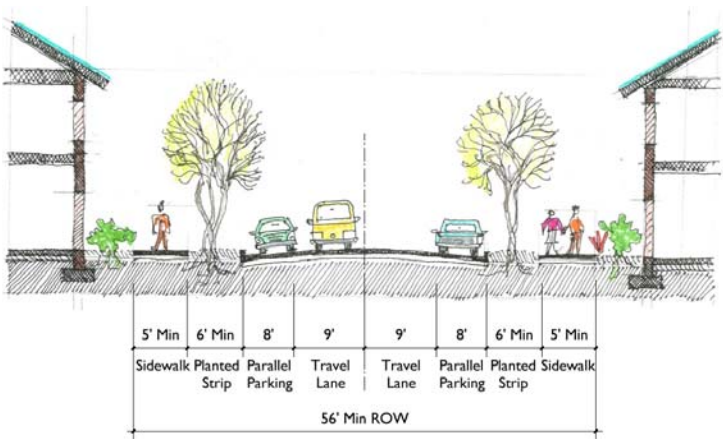 5' Min 6' Min 8' 9' 9' 8' 6' Min 5' Min
Sidewalk Planted Parallel Travel Travel Parallel Planted Sidewalk
Strip Parking Lane Lane Parking Strip
56' Min ROW